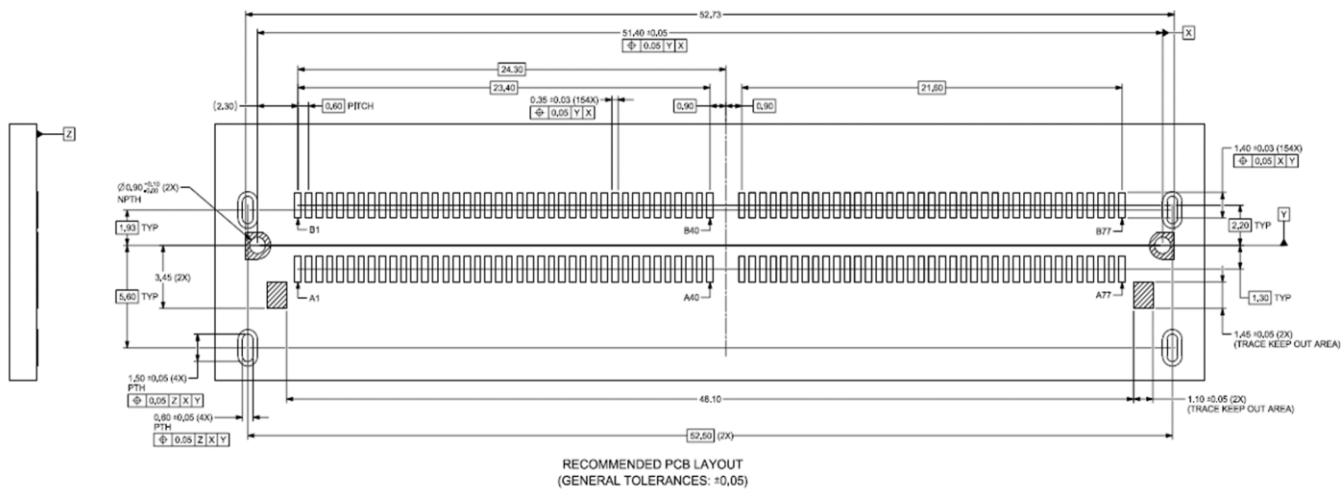 52,73
51,40 ±0,05
⌖ 0.05 Y X
X
24,30
23,40
21,60
(2.30)
0,60 PITCH
0.35 ±0.03 (154X)
⌖ 0,05 Y X
0,90
0,90
Z
1,40 ±0,03 (154X)
⌖ 0,05 X Y
Ø0,90 +0,10 (2X)
NPTH
B1
B40
B77
Y
1,93 TYP
2,20 TYP
3,45 (2X)
5,60 TYP
A1
A40
A77
1,30 TYP
1,45 ±0,05 (2X)
(TRACE KEEP OUT AREA)
1,50 ±0,05 (4X)
PTH
⌖ 0,05 Z X Y
48.10
1,10 ±0,05 (2X)
(TRACE KEEP OUT AREA)
0,60 ±0,05 (4X)
PTH
⌖ 0,05 Z X Y
52,50 (2X)
RECOMMENDED PCB LAYOUT
(GENERAL TOLERANCES: ±0,05)